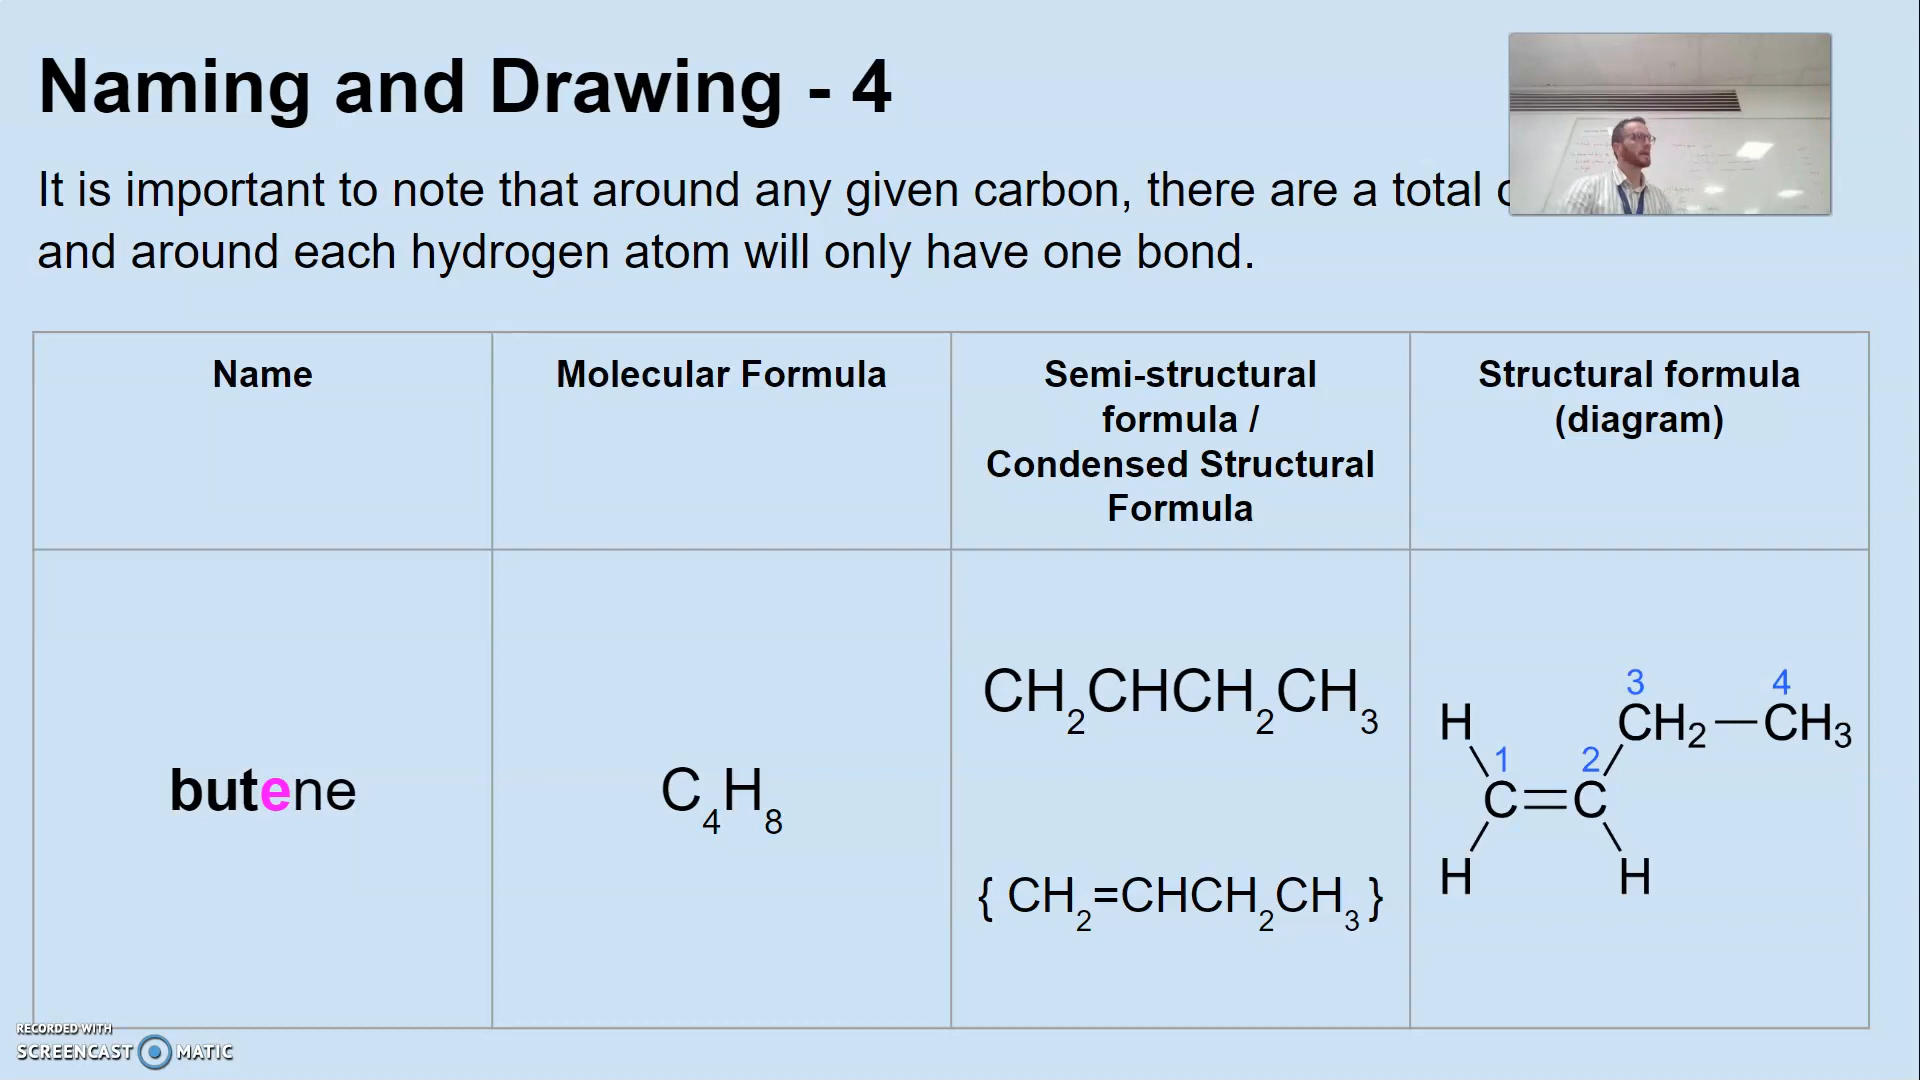 Naming and Drawing - 4
It is important to note that around any given carbon, there are a total
and around each hydrogen atom will only have one bond.
Name
Molecular Formula
Semi-structural
formula /
Condensed Structural
Formula
Structural formula
(diagram)
butene
C4H8
CH2CHCH2CH3
{ CH2=CHCH2CH3 }
3 4
H CH2—CH3
1 2
C=C
H H
RECORDED WITH
SCREENCAST MATIC